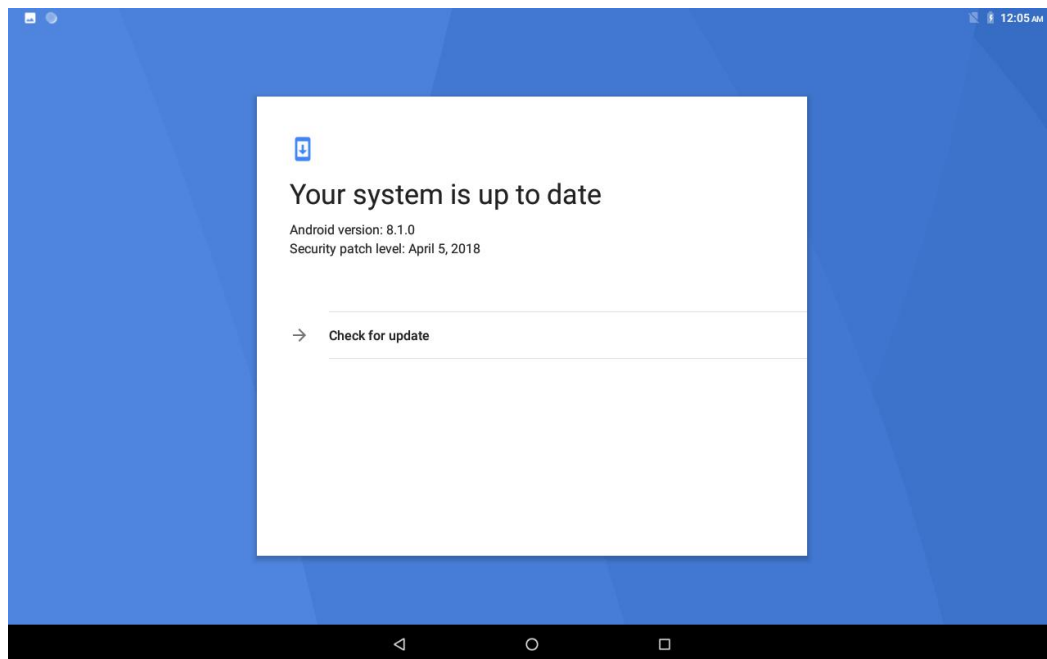 12:05 AM
Your system is up to date
Android version: 8.1.0
Security patch level: April 5, 2018
Check for update